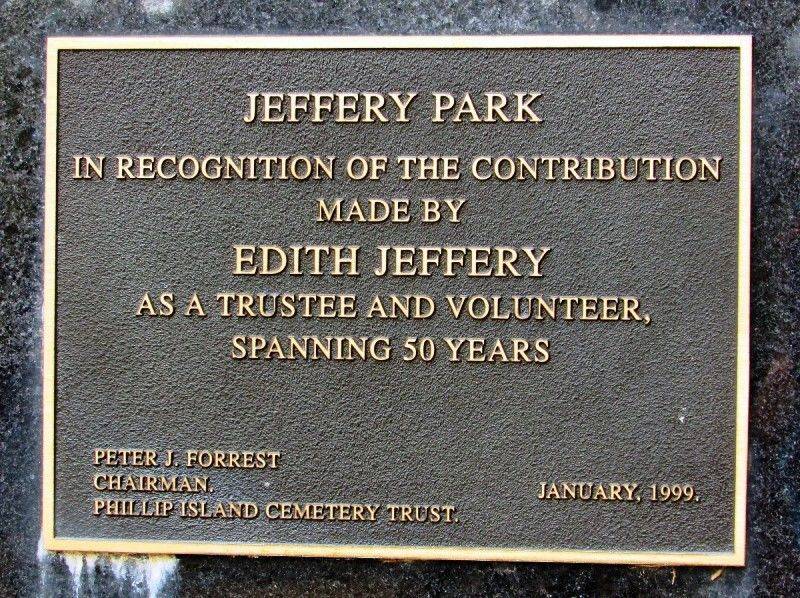 JEFFERY PARK
IN RECOGNITION OF THE CONTRIBUTION
MADE BY
EDITH JEFFERY
AS A TRUSTEE AND VOLUNTEER,
SPANNING 50 YEARS
PETER J. FORREST
CHAIRMAN.
PHILLIP ISLAND CEMETERY TRUST.
JANUARY, 1999.